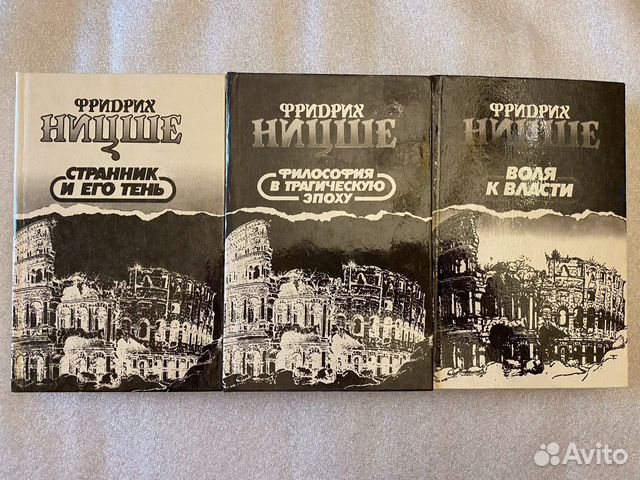 ФРИДРИХ
НИЦШЕ
СТРАННИК
И ЕГО ТЕНЬ
ФРИДРИХ
НИЦШЕ
ФИЛОСОФИЯ
В ТРАГИЧЕСКУЮ
ЭПОХУ
ФРИДРИХ
НИЦШЕ
ВОЛЯ
К ВЛАСТИ
Avito